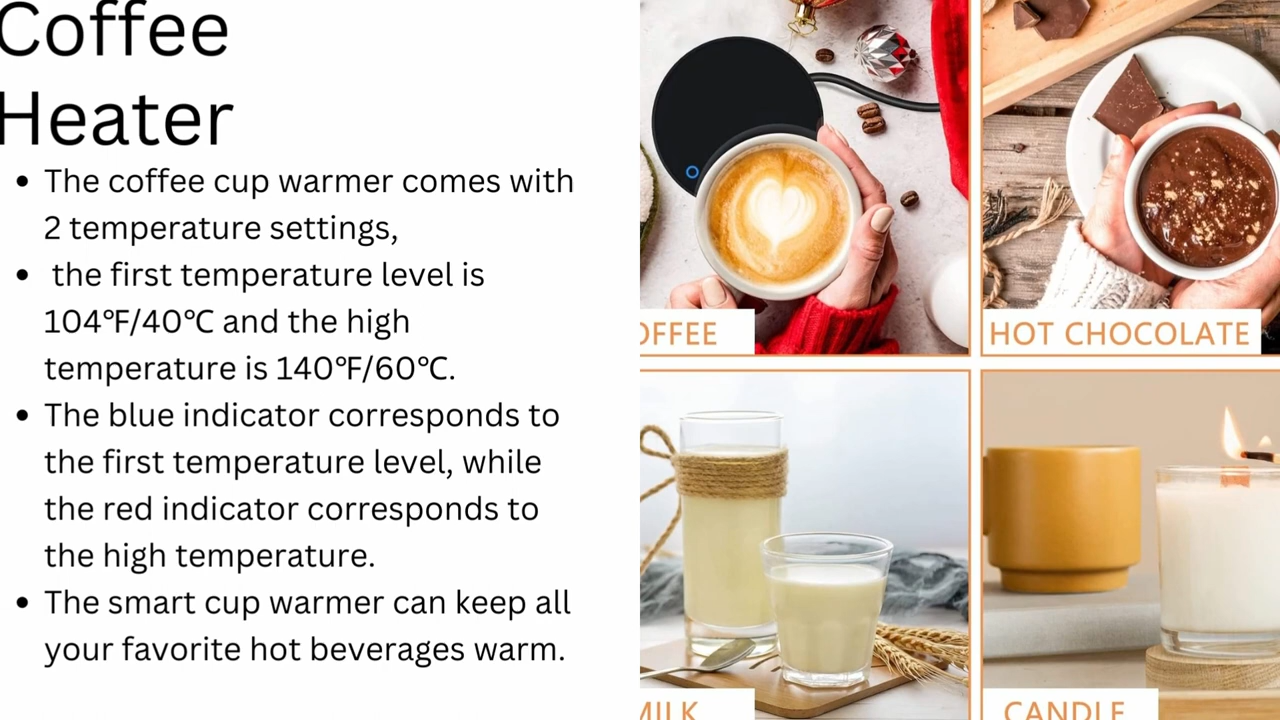 Coffee
Heater
• The coffee cup warmer comes with
2 temperature settings,
• the first temperature level is
104°F/40°C and the high
temperature is 140°F/60°C.
• The blue indicator corresponds to
the first temperature level, while
the red indicator corresponds to
the high temperature.
• The smart cup warmer can keep all
your favorite hot beverages warm.
OFFEE
HOT CHOCOLATE
MILK
CANDLE